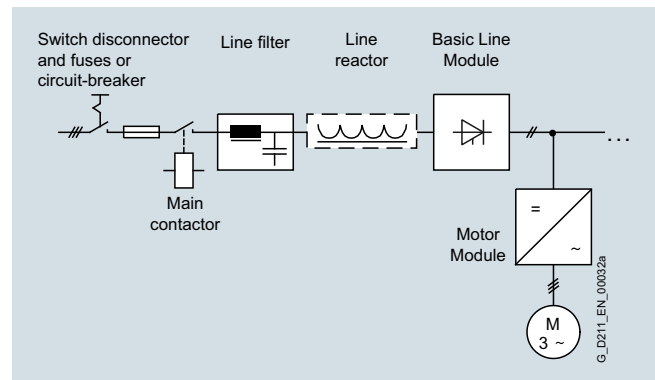 Switch disconnector
and fuses or
circuit-breaker
Line filter
Line
reactor
Basic Line
Module
Main
contactor
...
=
~
Motor
Module
M
3 ~
G_D211_EN_00032a